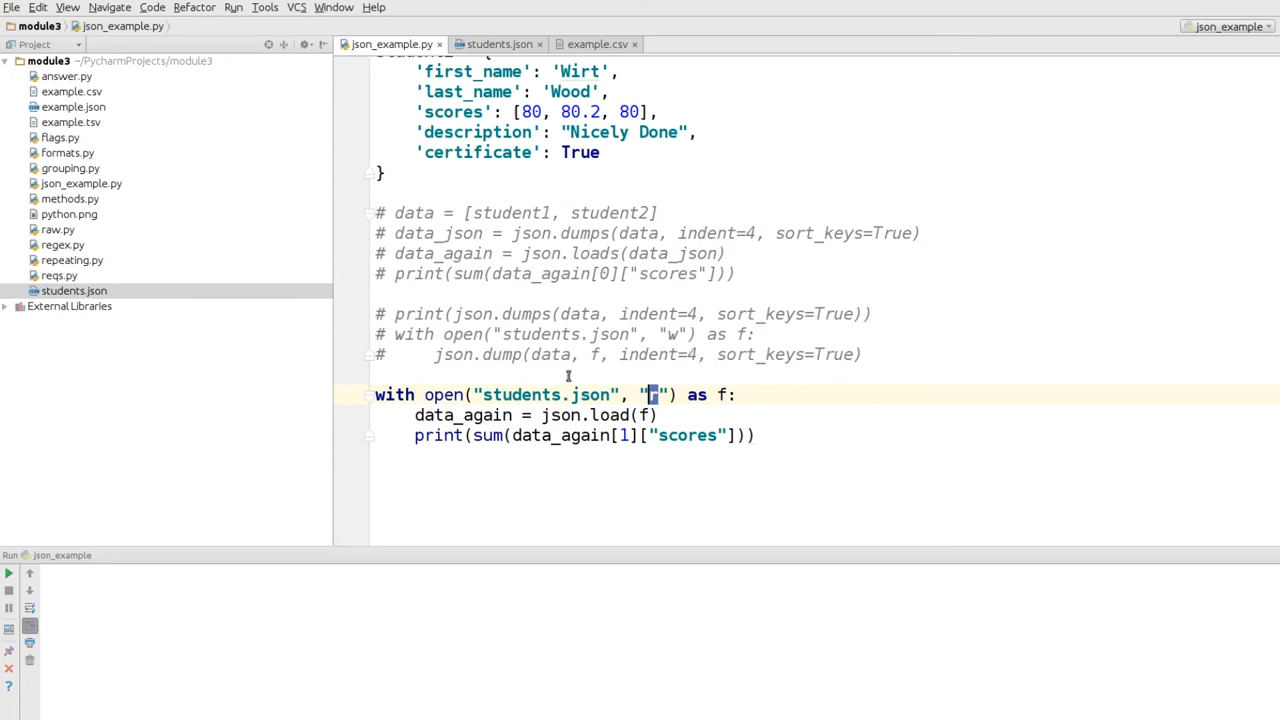 File Edit View Navigate Code Refactor Run Tools VCS Window Help
module3 json_example.py json_example
Project json_example.py students.json example.csv
module3 ~/PycharmProjects/module3
answer.py
example.csv
example.json
example.tsv
flags.py
formats.py
grouping.py
json_example.py
methods.py
python.png
raw.py
regex.py
repeating.py
reqs.py
students.json
External Libraries
'first_name': 'Wirt',
'last_name': 'Wood',
'scores': [80, 80.2, 80],
'description': "Nicely Done",
'certificate': True
}
# data = [student1, student2]
# data_json = json.dumps(data, indent=4, sort_keys=True)
# data_again = json.loads(data_json)
# print(sum(data_again[0]["scores"]))
# print(json.dumps(data, indent=4, sort_keys=True))
# with open("students.json", "w") as f:
#     json.dump(data, f, indent=4, sort_keys=True)
with open("students.json", "r") as f:
data_again = json.load(f)
print(sum(data_again[1]["scores"]))
Run json_example